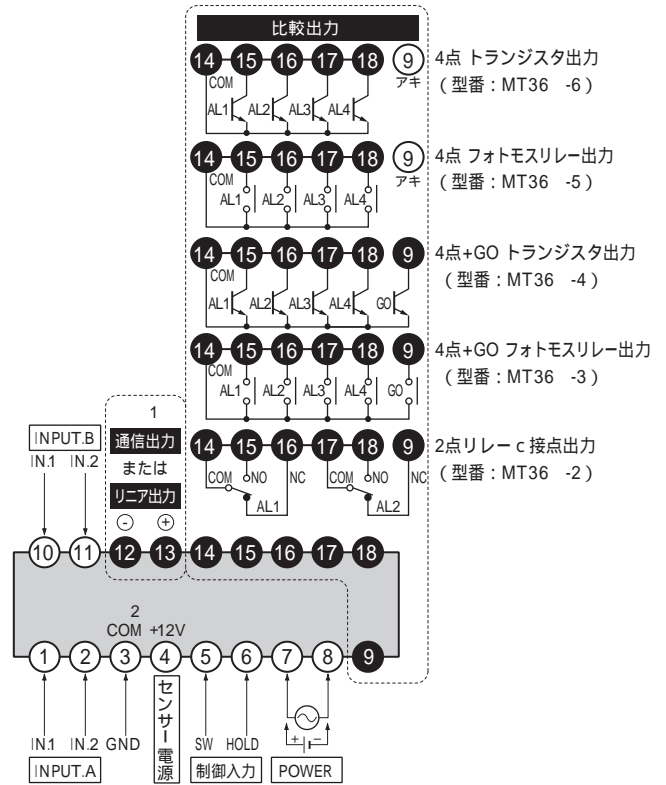 比較出力
14 15 16 17 18 9
COM アキ
AL1 AL2 AL3 AL4
4点 トランジスタ出力
(型番:MT36 -6)
14 15 16 17 18 9
COM アキ
AL1 AL2 AL3 AL4
4点 フォトモスリレー出力
(型番:MT36 -5)
14 15 16 17 18 9
COM
AL1 AL2 AL3 AL4 GO
4点+GO トランジスタ出力
(型番:MT36 -4)
14 15 16 17 18 9
COM
AL1 AL2 AL3 AL4 GO
4点+GO フォトモスリレー出力
(型番:MT36 -3)
14 15 16 17 18 9
COM NO NC COM NO NC
AL1 AL2
2点リレー c 接点出力
(型番:MT36 -2)
1
通信出力
または
リニア出力
- +
INPUT.B
IN.1 IN.2
10 11 12 13 14 15 16 17 18
2
COM +12V
1 2 3 4 5 6 7 8 9
センサー電源
+ -
IN.1 IN.2 GND SW HOLD
INPUT.A 制御入力 POWER